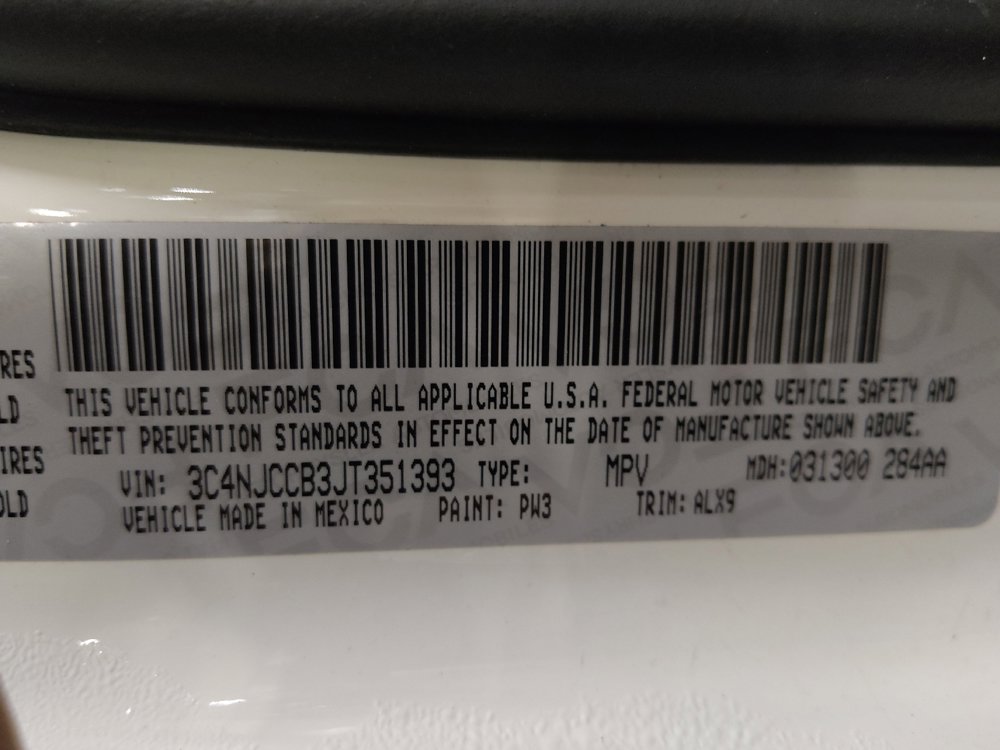 RES
LD
IRES
OLD
THIS VEHICLE CONFORMS TO ALL APPLICABLE U.S.A. FEDERAL MOTOR VEHICLE SAFETY AND
THEFT PREVENTION STANDARDS IN EFFECT ON THE DATE OF MANUFACTURE SHOWN ABOVE.
VIN: 3C4NJCCB3JT351393 TYPE: MPV MDH:031300 284AA
VEHICLE MADE IN MEXICO PAINT: PW3 TRIM: ALX9